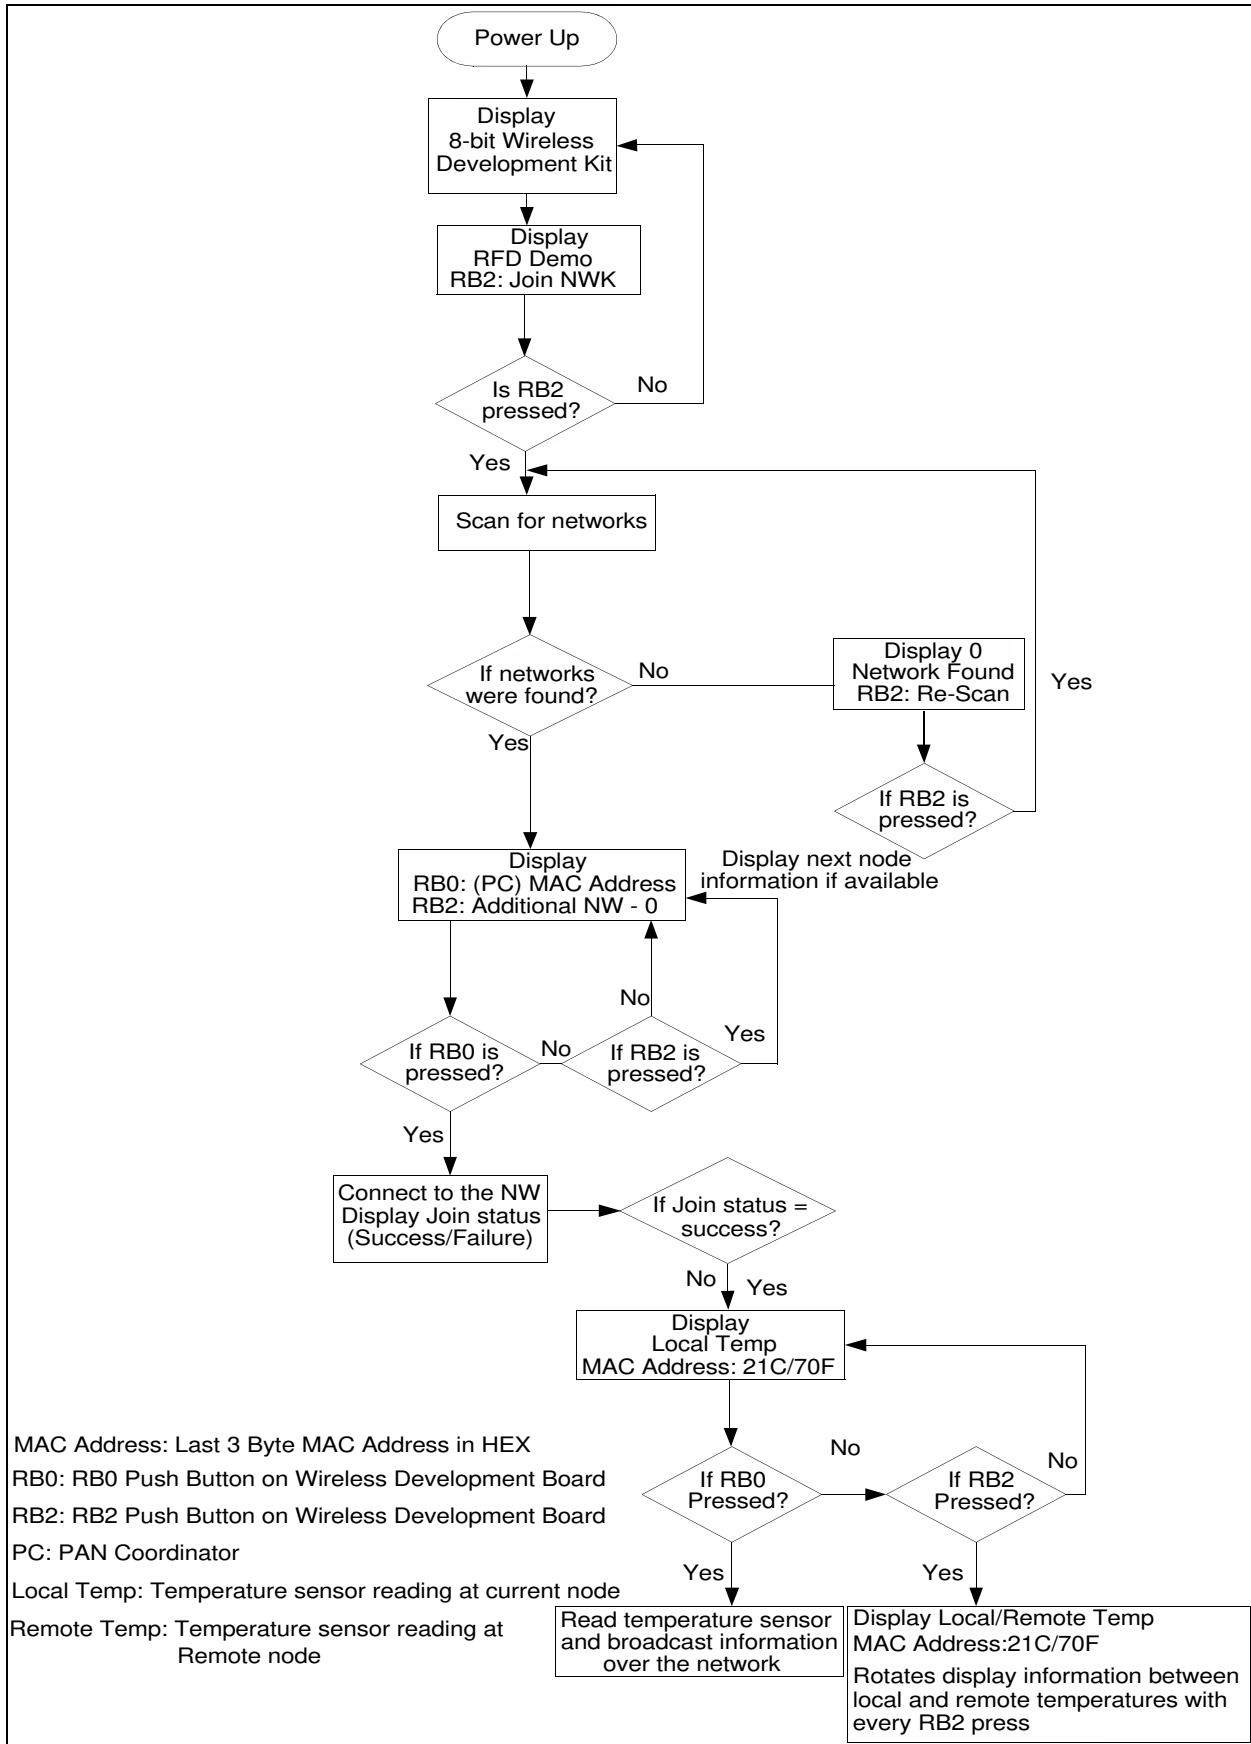 Power Up
Display
8-bit Wireless
Development Kit
Display
RFD Demo
RB2: Join NWK
Is RB2
pressed?
No
Yes
Scan for networks
If networks
were found?
No
Display 0
Network Found
RB2: Re-Scan
Yes
Yes
If RB2 is
pressed?
Display
RB0: (PC) MAC Address
RB2: Additional NW - 0
Display next node
information if available
No
Yes
If RB0 is
pressed?
No
If RB2 is
pressed?
Yes
Connect to the NW
Display Join status
(Success/Failure)
If Join status =
success?
No
Yes
Display
Local Temp
MAC Address: 21C/70F
If RB0
Pressed?
No
If RB2
Pressed?
No
Yes
Yes
Read temperature sensor
and broadcast information
over the network
Display Local/Remote Temp
MAC Address:21C/70F
Rotates display information between
local and remote temperatures with
every RB2 press
MAC Address: Last 3 Byte MAC Address in HEX
RB0: RB0 Push Button on Wireless Development Board
RB2: RB2 Push Button on Wireless Development Board
PC: PAN Coordinator
Local Temp: Temperature sensor reading at current node
Remote Temp: Temperature sensor reading at
Remote node